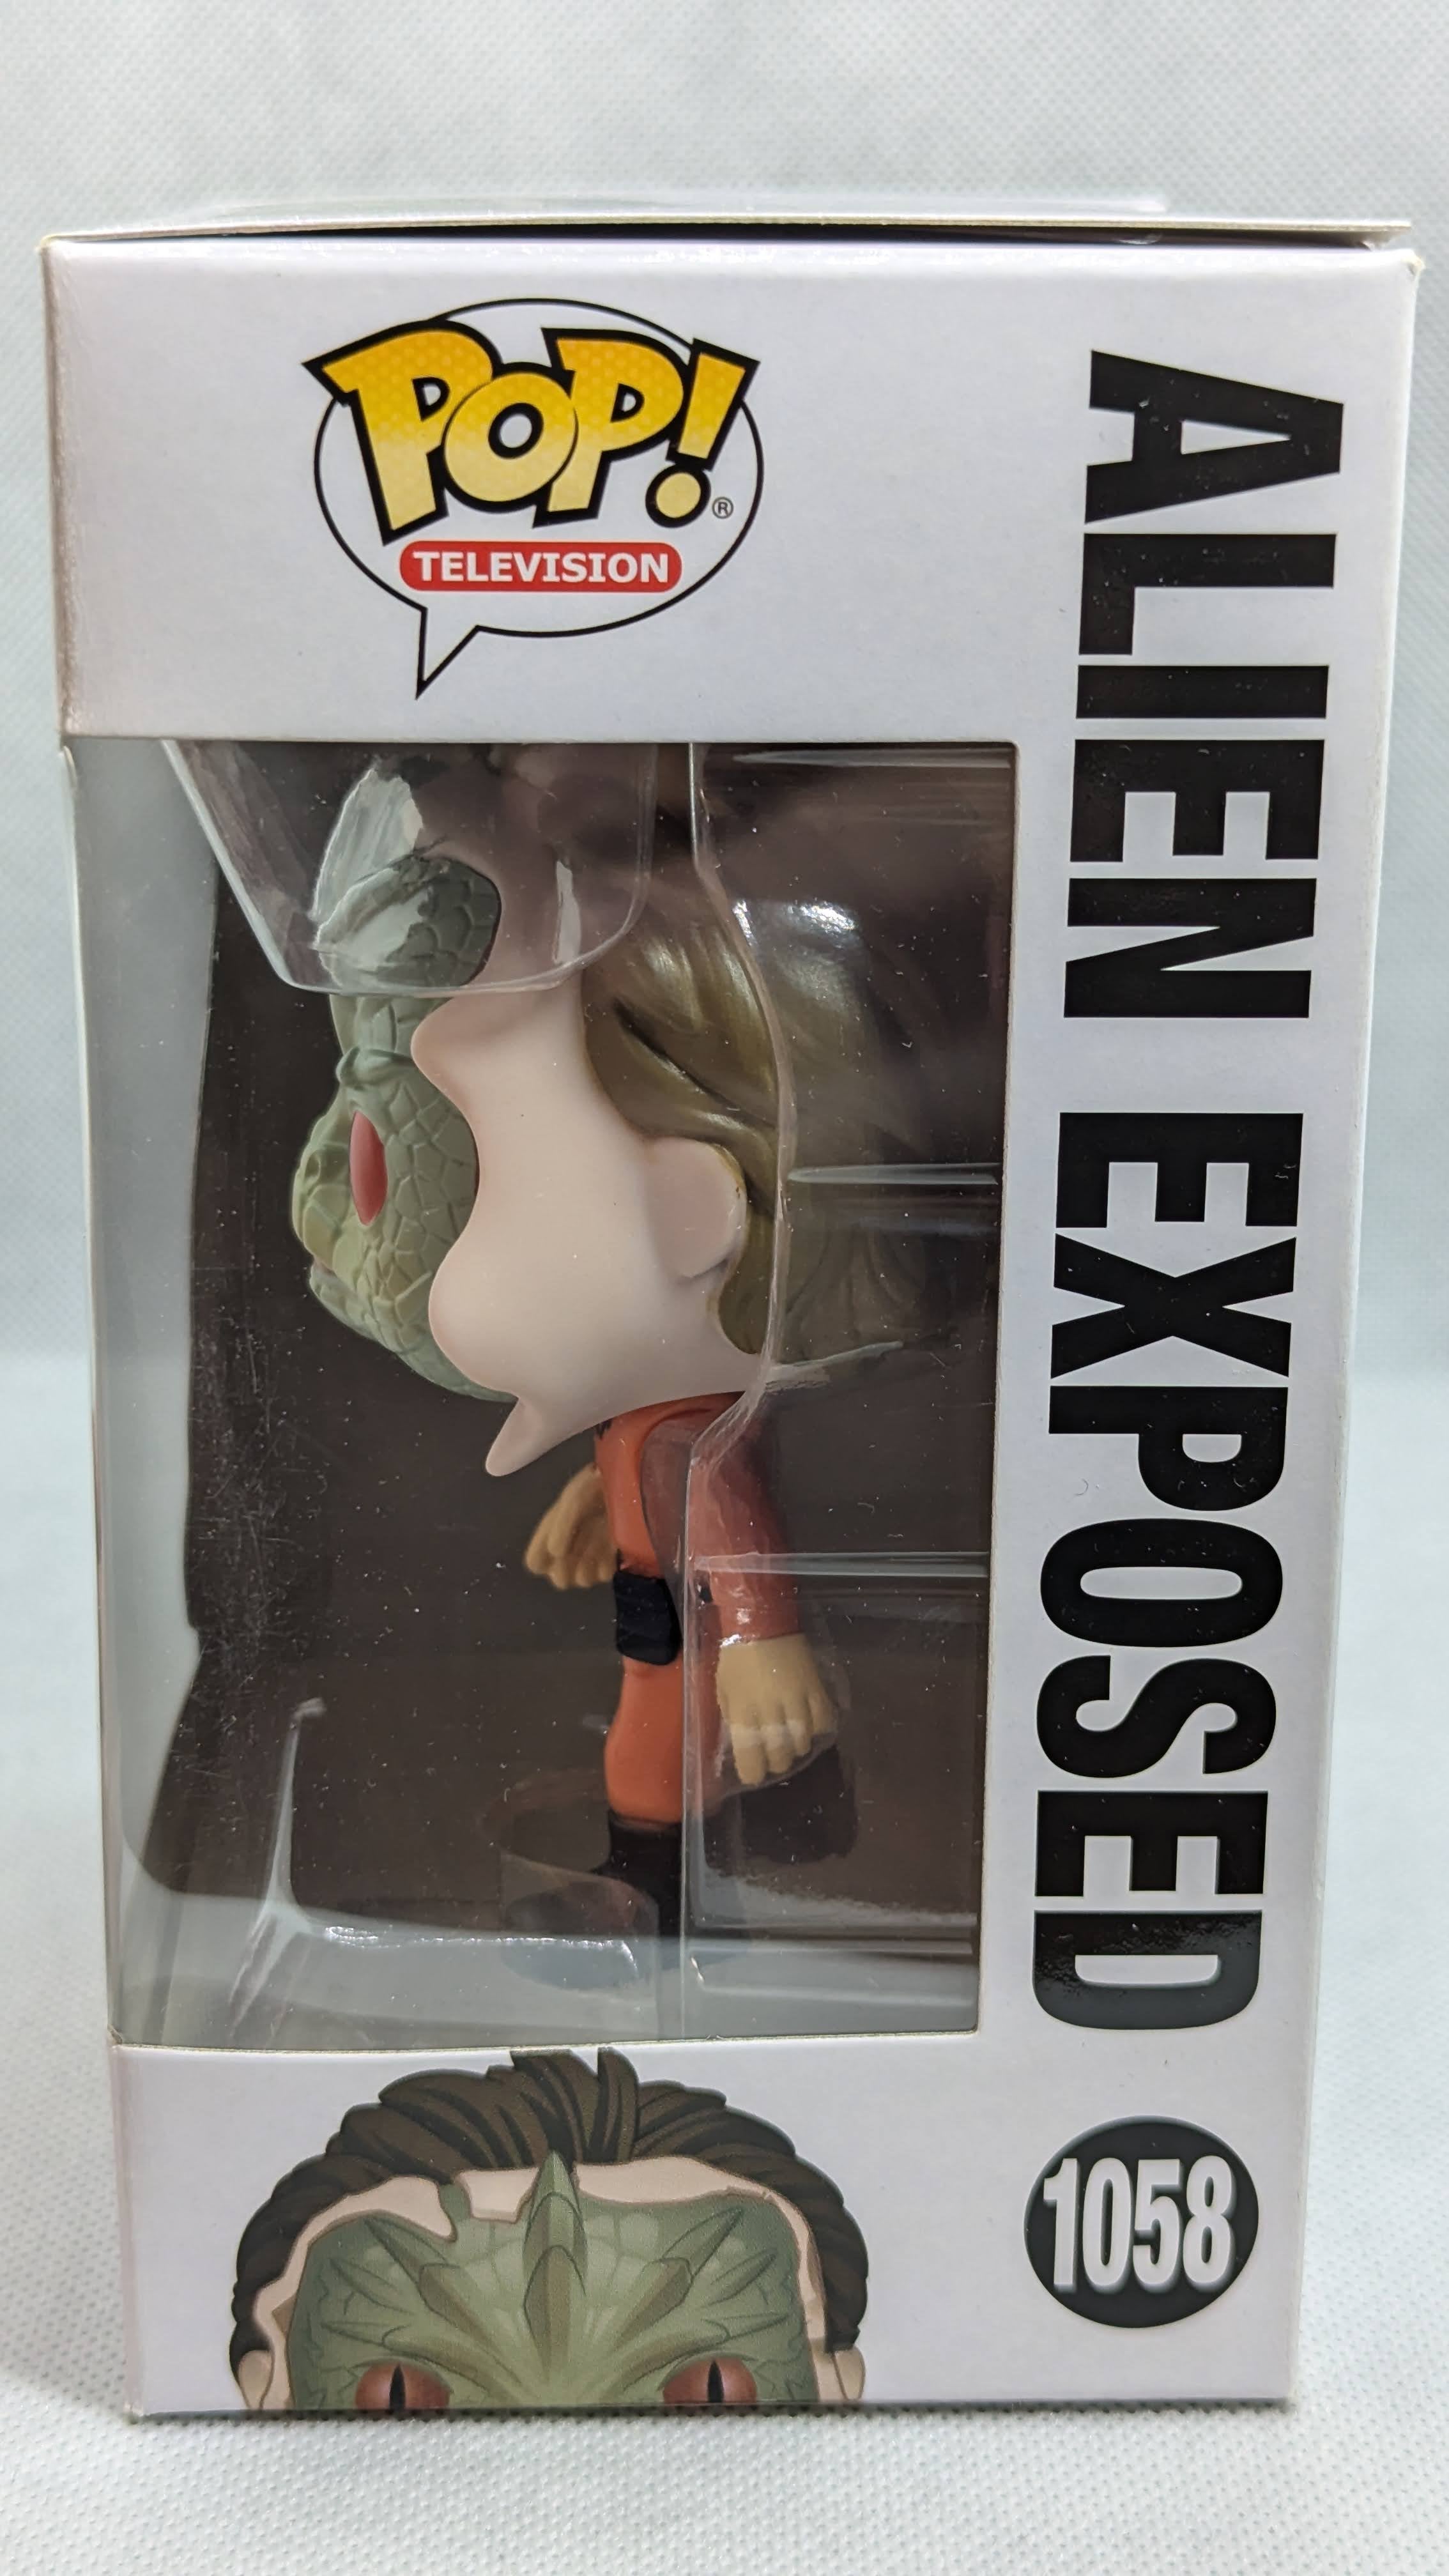 POP!®
TELEVISION
ALIEN EXPOSED
1058